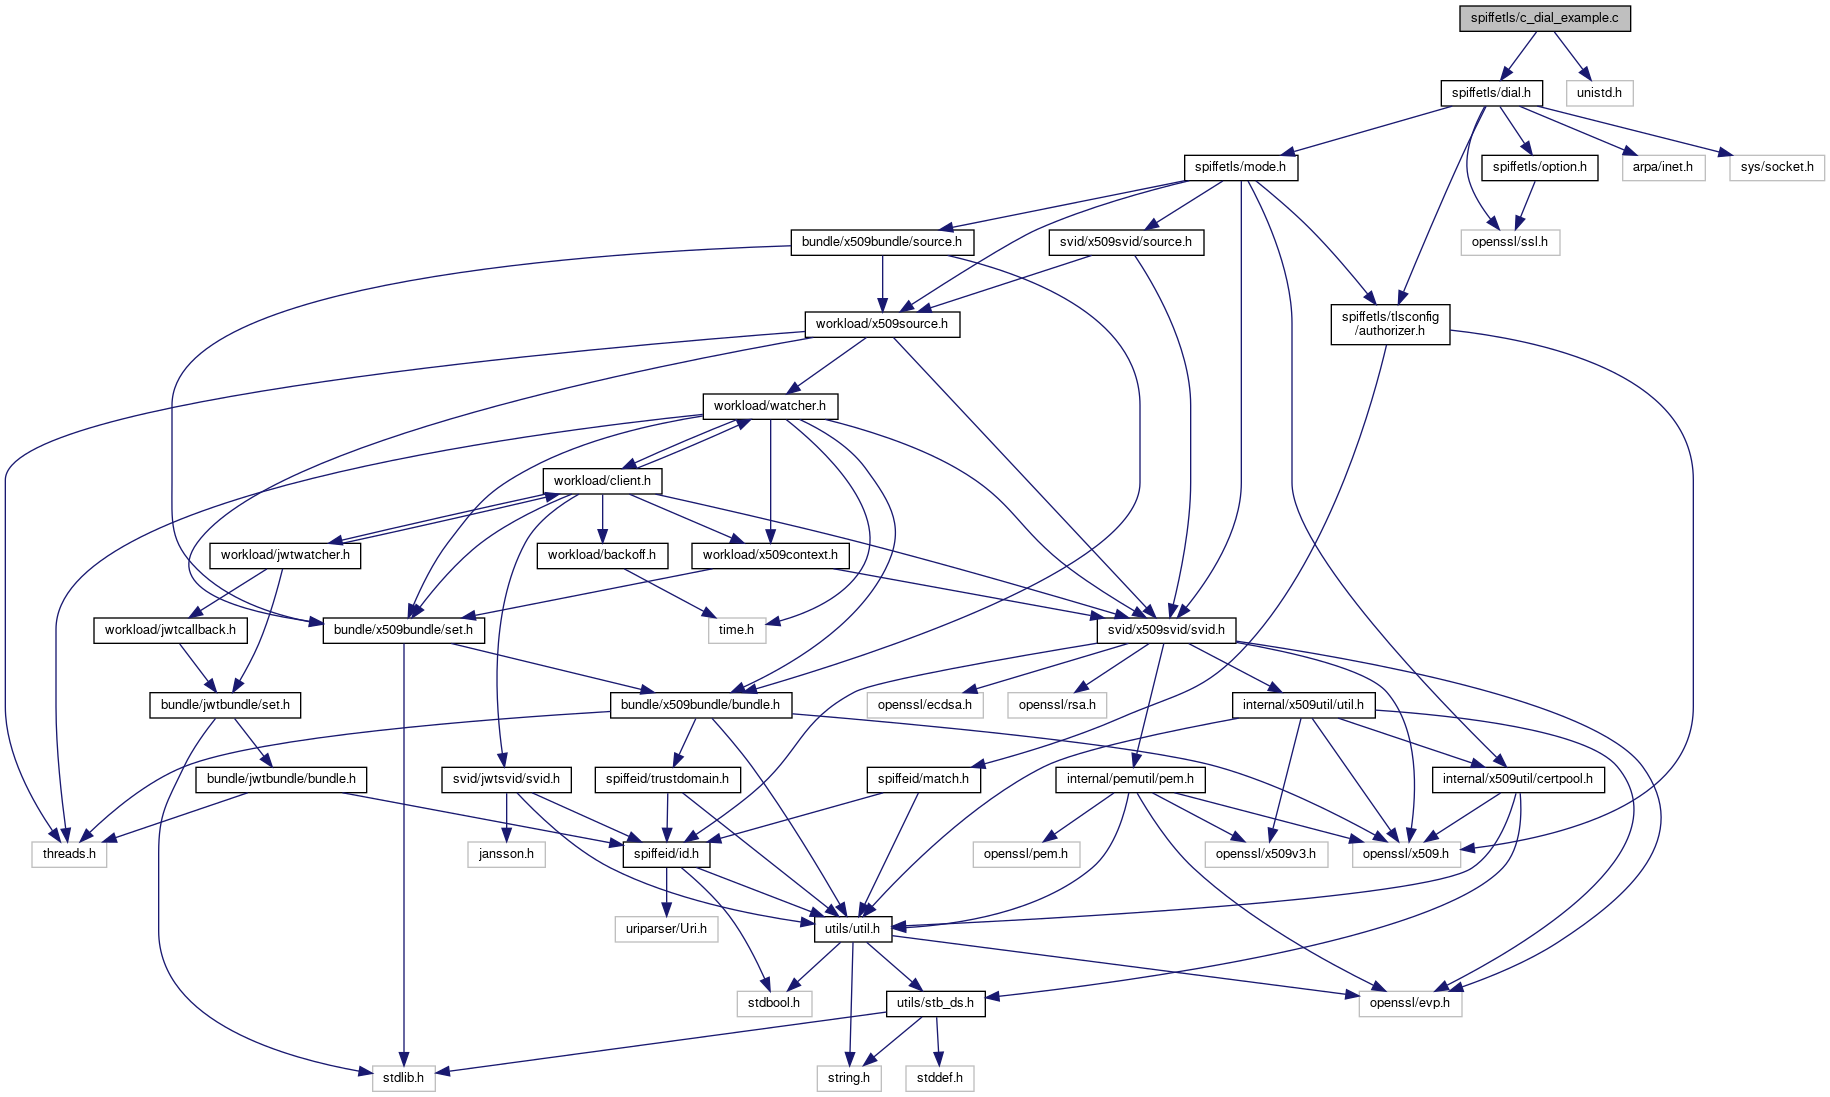 spiffetls/c_dial_example.c
spiffetls/dial.h
unistd.h
spiffetls/mode.h
spiffetls/option.h
arpa/inet.h
sys/socket.h
bundle/x509bundle/source.h
svid/x509svid/source.h
openssl/ssl.h
workload/x509source.h
spiffetls/tlsconfig
/authorizer.h
workload/watcher.h
workload/client.h
workload/jwtwatcher.h
workload/backoff.h
workload/x509context.h
workload/jwtcallback.h
bundle/x509bundle/set.h
time.h
svid/x509svid/svid.h
bundle/jwtbundle/set.h
bundle/x509bundle/bundle.h
openssl/ecdsa.h
openssl/rsa.h
internal/x509util/util.h
bundle/jwtbundle/bundle.h
svid/jwtsvid/svid.h
spiffeid/trustdomain.h
spiffeid/match.h
internal/pemutil/pem.h
internal/x509util/certpool.h
threads.h
jansson.h
spiffeid/id.h
openssl/pem.h
openssl/x509v3.h
openssl/x509.h
uriparser/Uri.h
utils/util.h
stdbool.h
utils/stb_ds.h
openssl/evp.h
stdlib.h
string.h
stddef.h